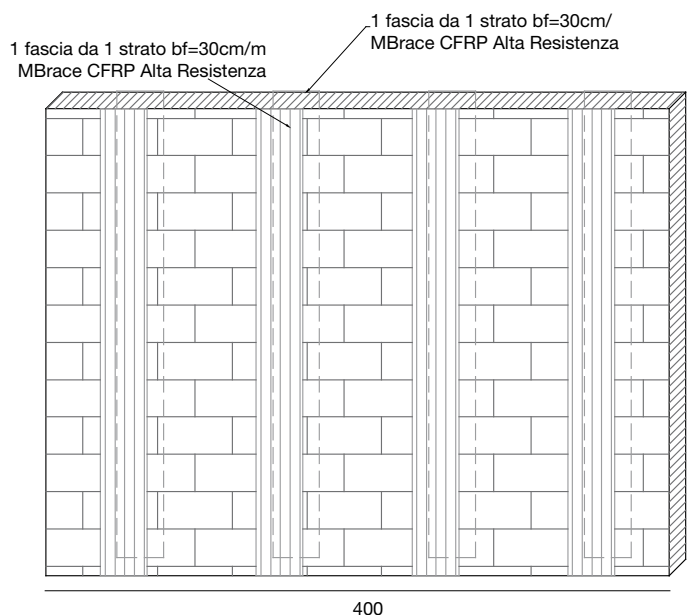 1 fascia da 1 strato bf=30cm/
MBrace CFRP Alta Resistenza
1 fascia da 1 strato bf=30cm/m
MBrace CFRP Alta Resistenza
400